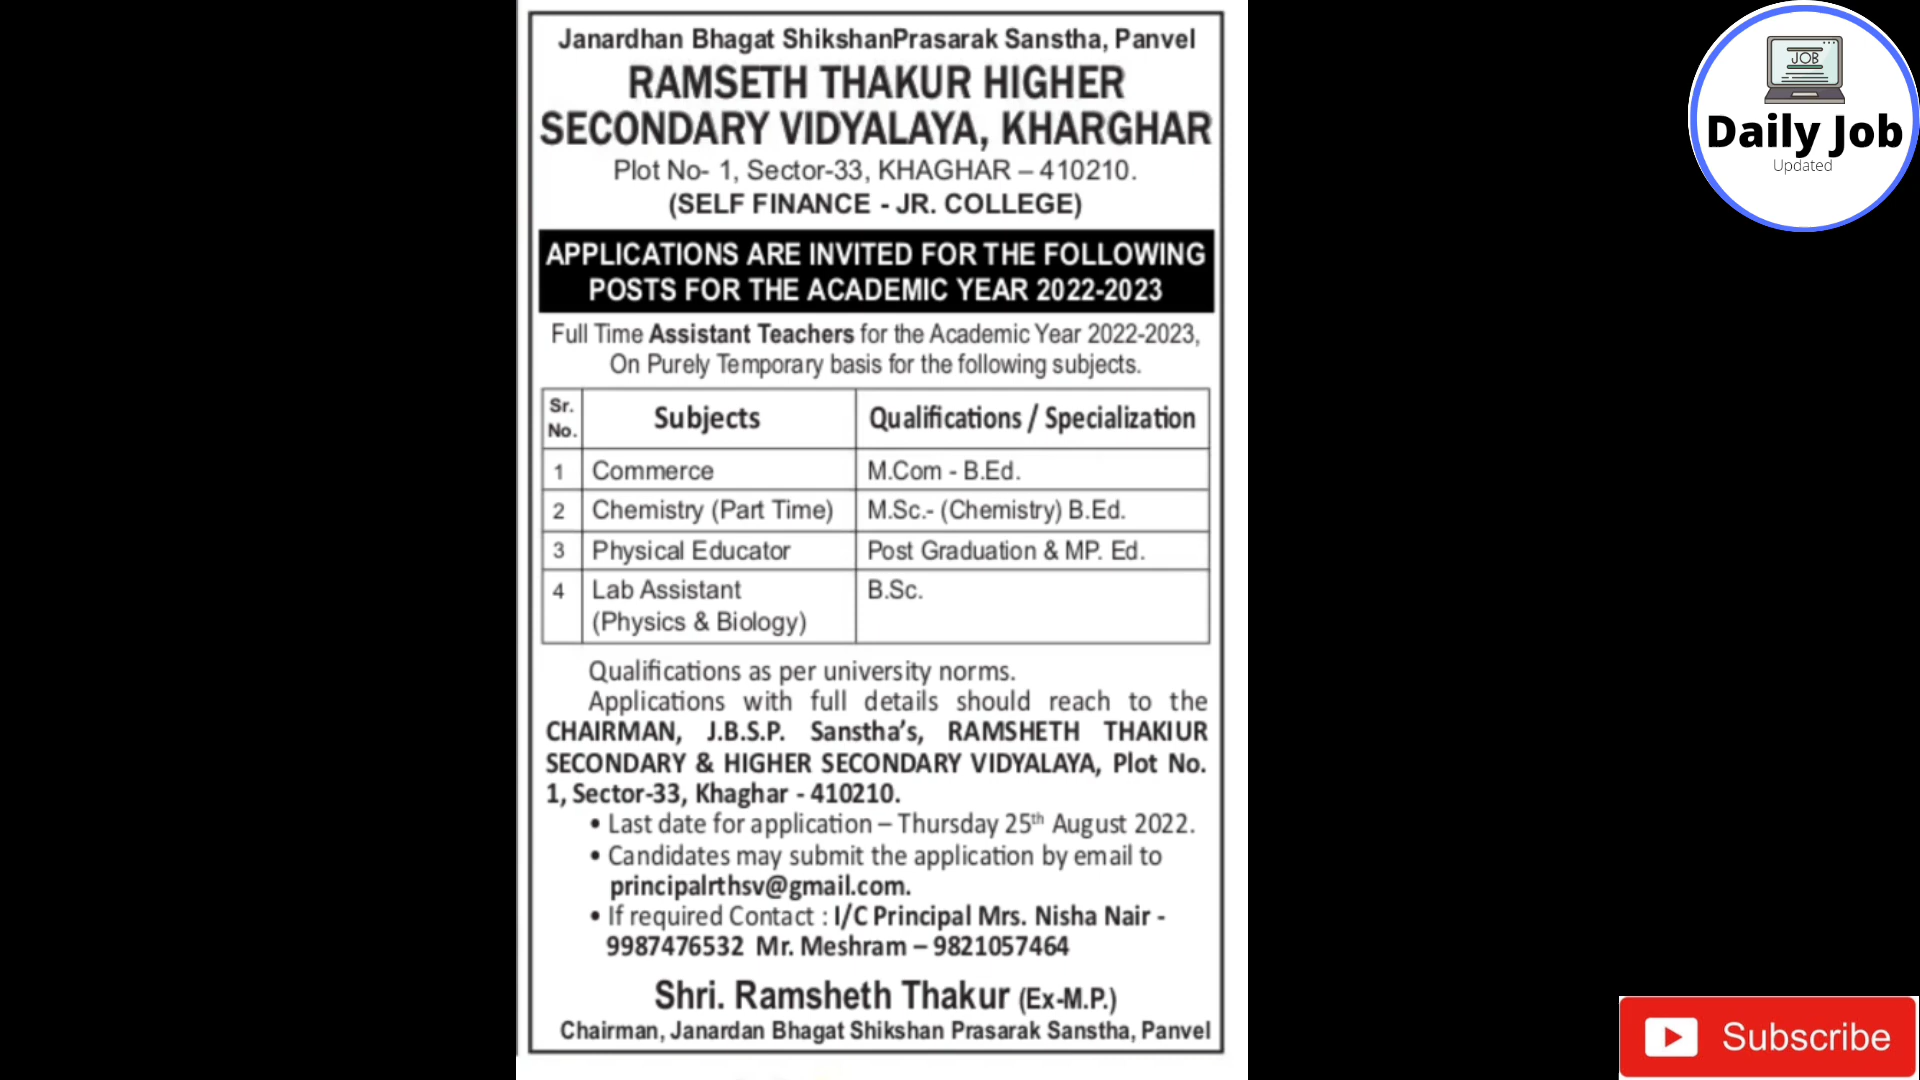 Janardhan Bhagat ShikshanPrasarak Sanstha, Panvel
RAMSETH THAKUR HIGHER
SECONDARY VIDYALAYA, KHARGHAR
Plot No- 1, Sector-33, KHAGHAR – 410210.
(SELF FINANCE - JR. COLLEGE)
APPLICATIONS ARE INVITED FOR THE FOLLOWING
POSTS FOR THE ACADEMIC YEAR 2022-2023
Full Time Assistant Teachers for the Academic Year 2022-2023,
On Purely Temporary basis for the following subjects.
Sr. No. Subjects Qualifications / Specialization
1 Commerce M.Com - B.Ed.
2 Chemistry (Part Time) M.Sc.- (Chemistry) B.Ed.
3 Physical Educator Post Graduation & MP. Ed.
4 Lab Assistant B.Sc.
(Physics & Biology)
Qualifications as per university norms.
Applications with full details should reach to the
CHAIRMAN, J.B.S.P. Sanstha's, RAMSHETH THAKIUR
SECONDARY & HIGHER SECONDARY VIDYALAYA, Plot No.
1, Sector-33, Khaghar - 410210.
• Last date for application – Thursday 25th August 2022.
• Candidates may submit the application by email to
principalrthsv@gmail.com.
• If required Contact : I/C Principal Mrs. Nisha Nair -
9987476532 Mr. Meshram – 9821057464
Shri. Ramsheth Thakur (Ex-M.P.)
Chairman, Janardan Bhagat Shikshan Prasarak Sanstha, Panvel
JOB
Daily Job
Updated
Subscribe